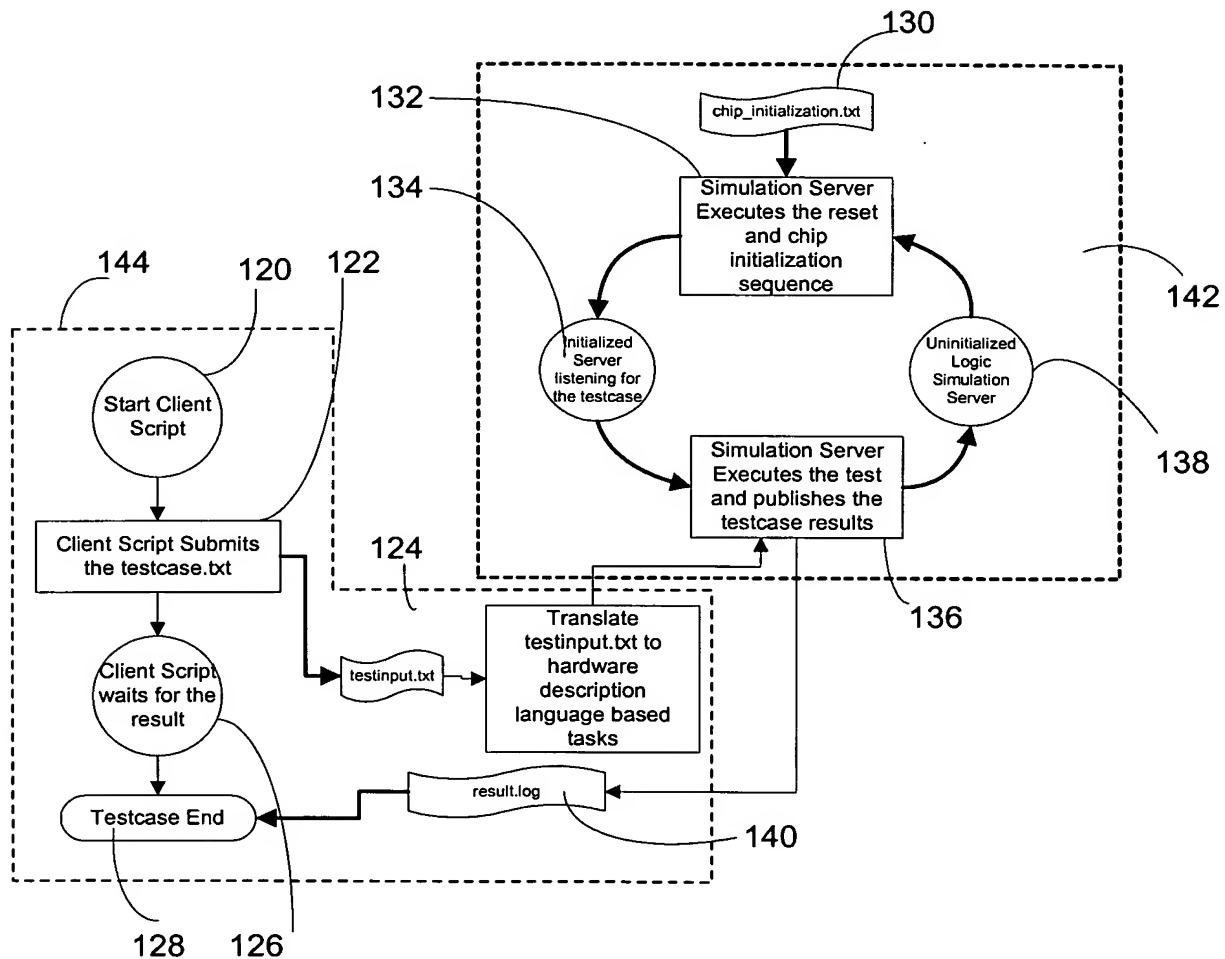 130
chip_initialization.txt
132
Simulation Server
Executes the reset
and chip
initialization
sequence
134
142
144
120
122
Initialized
Server
listening for
the testcase
Uninitialized
Logic
Simulation
Server
138
Start Client
Script
Simulation Server
Executes the test
and publishes the
testcase results
136
Client Script Submits
the testcase.txt
124
Translate
testinput.txt to
hardware
description
language based
tasks
testinput.txt
Client Script
waits for the
result
result.log
140
Testcase End
128
126